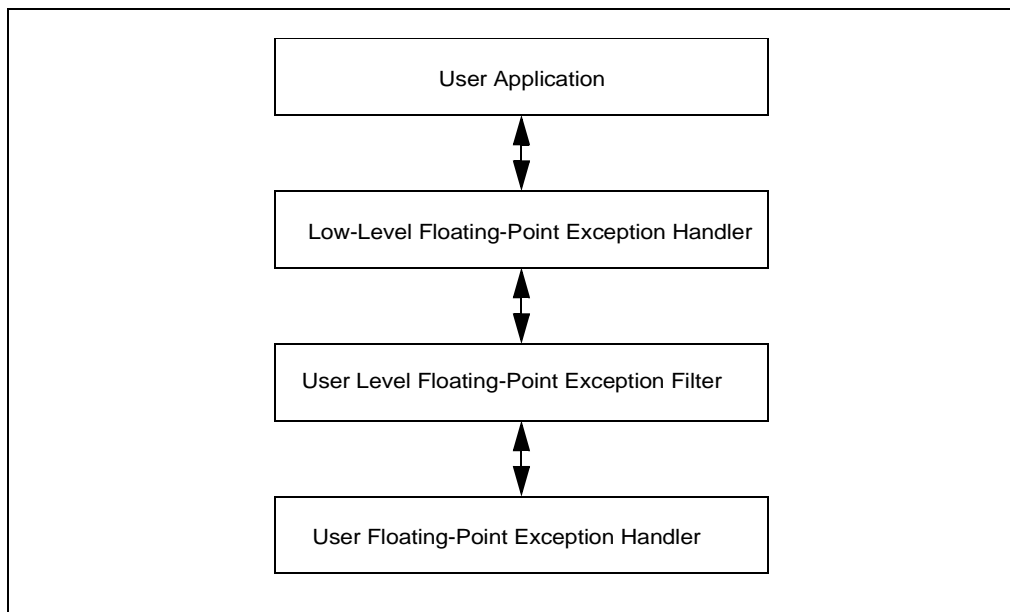 User Application
Low-Level Floating-Point Exception Handler
User Level Floating-Point Exception Filter
User Floating-Point Exception Handler